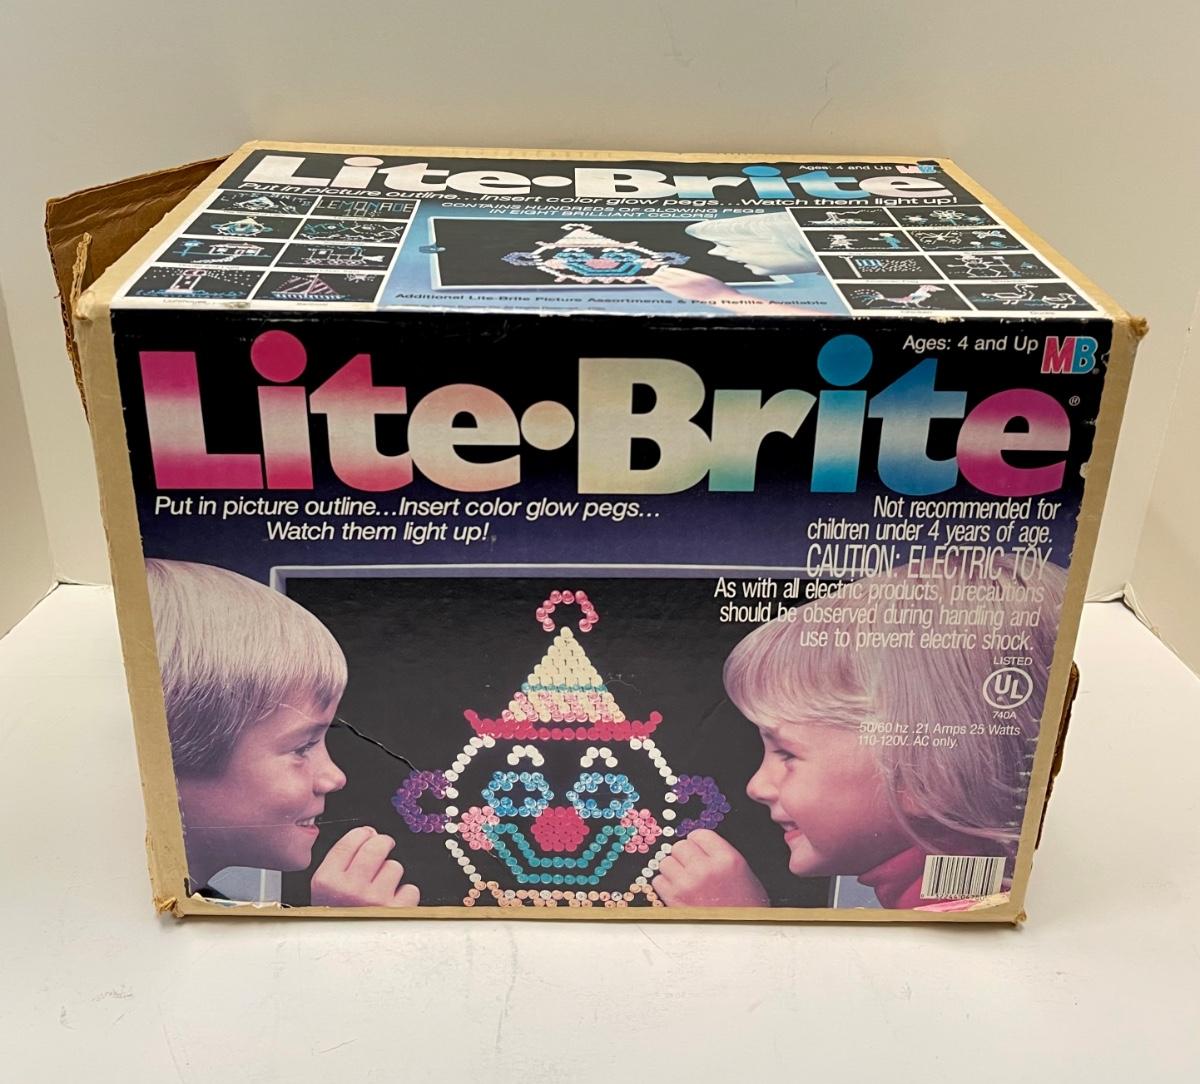 Lite•Brite
Ages: 4 and Up MB
Put in picture outline... Insert color glow pegs... Watch them light up!
CONTAINS HUNDREDS OF GLOWING PEGS
IN EIGHT BRILLIANT COLORS!
LEMONADE
Additional Lite-Brite Picture Assortments & Peg Refills Available
Ages: 4 and Up MB®
Lite•Brite®
Put in picture outline...Insert color glow pegs...
Watch them light up!
Not recommended for
children under 4 years of age.
CAUTION: ELECTRIC TOY
As with all electric products, precautions
should be observed during handling and
use to prevent electric shock.
LISTED
UL
740A
50/60 hz .21 Amps 25 Watts
110-120V. AC only.